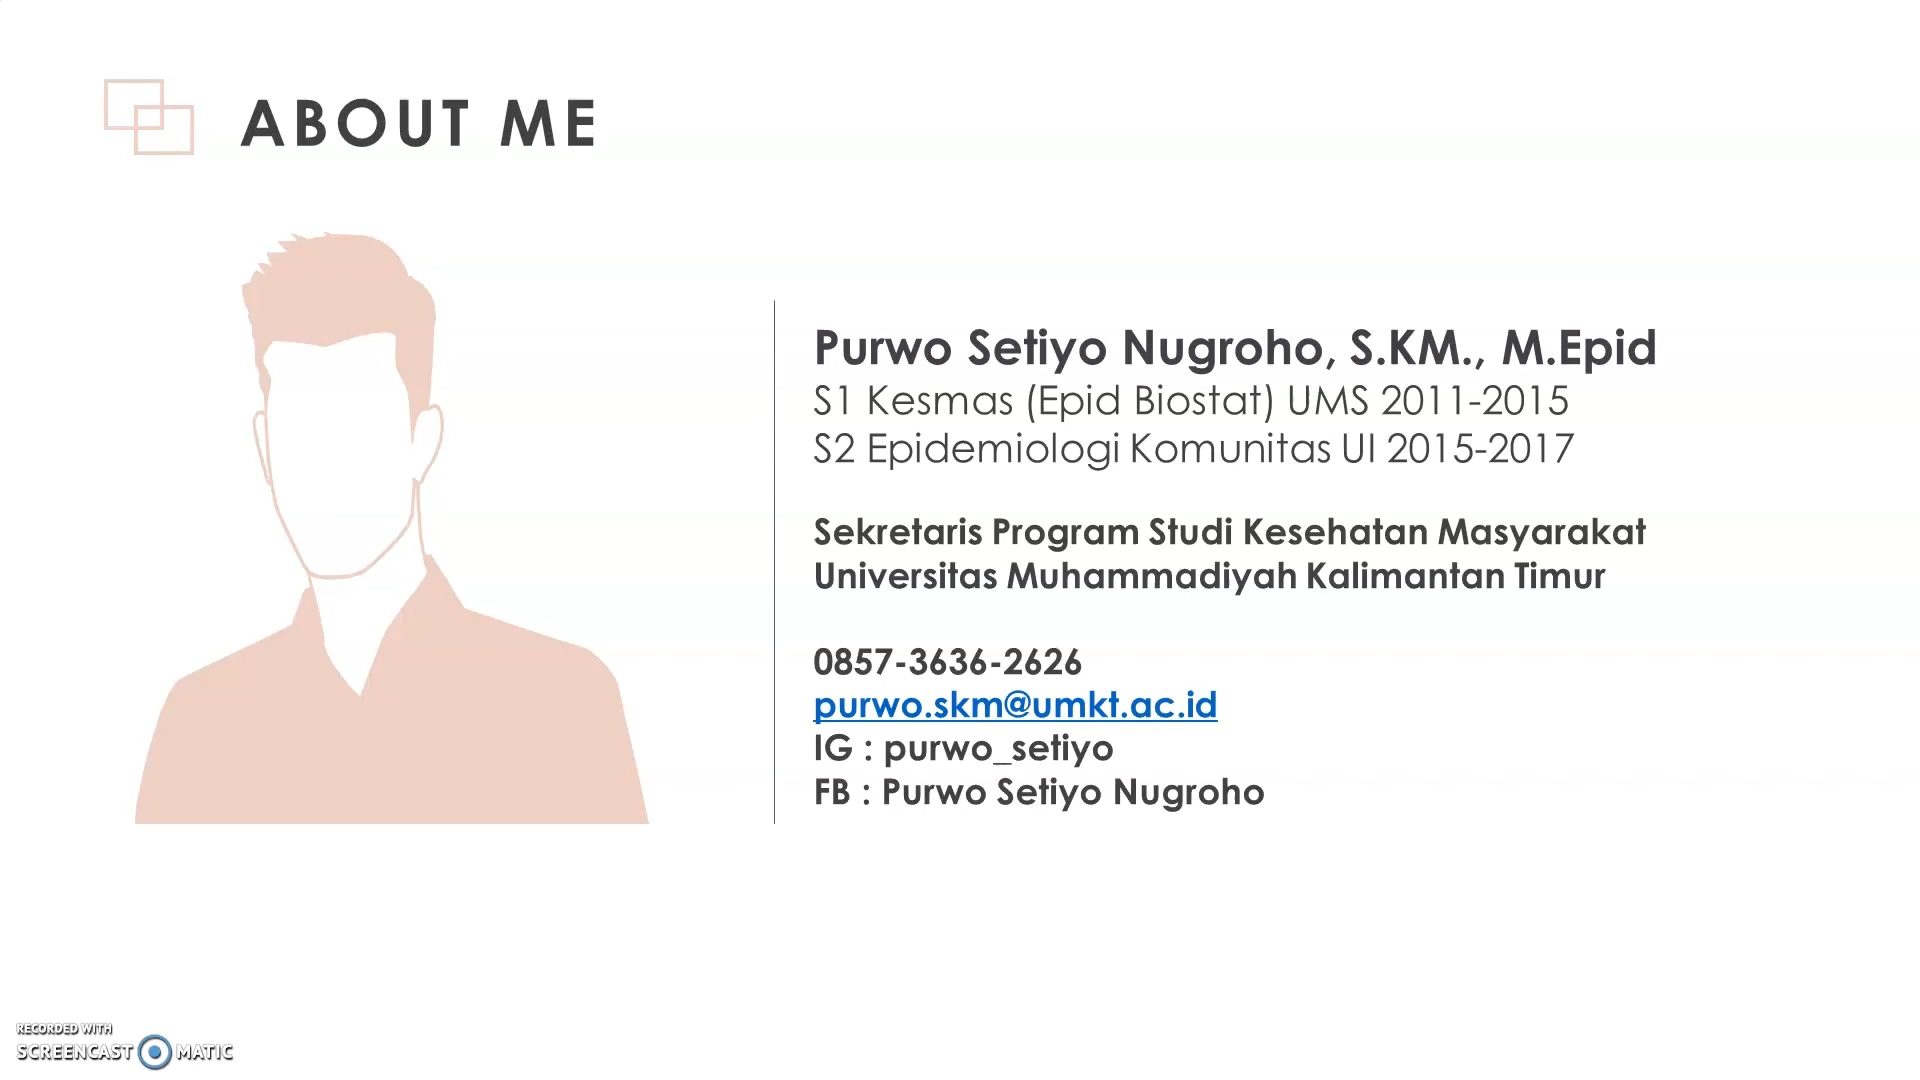 ABOUT ME
Purwo Setiyo Nugroho, S.KM., M.Epid
S1 Kesmas (Epid Biostat) UMS 2011-2015
S2 Epidemiologi Komunitas UI 2015-2017
Sekretaris Program Studi Kesehatan Masyarakat
Universitas Muhammadiyah Kalimantan Timur
0857-3636-2626
purwo.skm@umkt.ac.id
IG : purwo_setiyo
FB : Purwo Setiyo Nugroho
RECORDED WITH
SCREENCAST MATIC